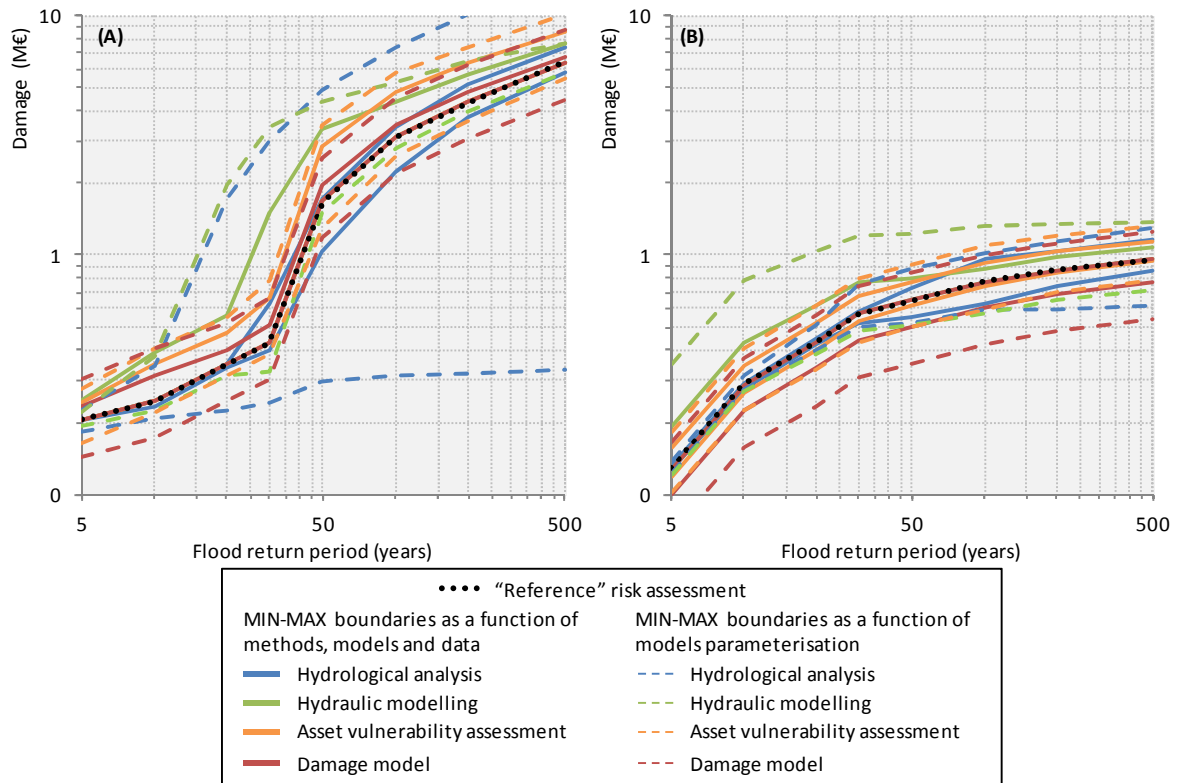 10
(A)
Damage (M€)
1
0
5
50
500
Flood return period (years)
10
(B)
Damage (M€)
1
0
5
50
500
Flood return period (years)
“Reference” risk assessment
MIN-MAX boundaries as a function of
methods, models and data
Hydrological analysis
Hydraulic modelling
Asset vulnerability assessment
Damage model
MIN-MAX boundaries as a function of
models parameterisation
Hydrological analysis
Hydraulic modelling
Asset vulnerability assessment
Damage model